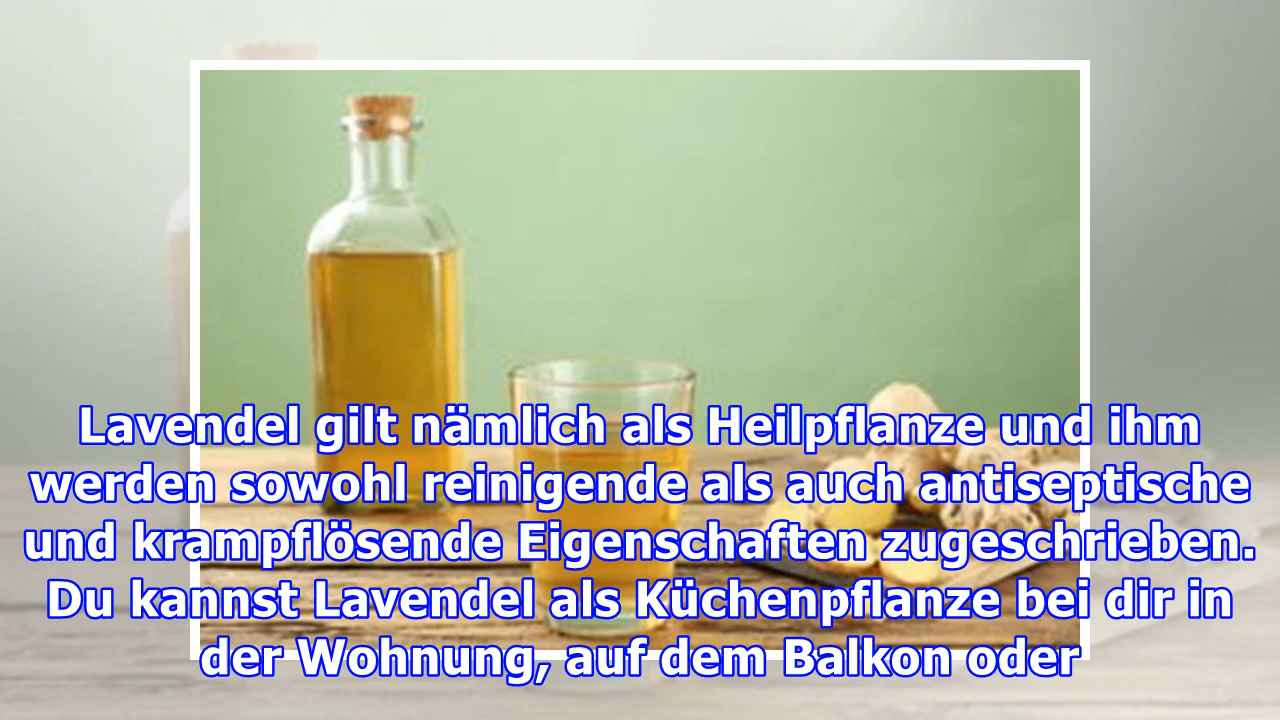 Lavendel gilt nämlich als Heilpflanze und ihm
werden sowohl reinigende als auch antiseptische
und krampflösende Eigenschaften zugeschrieben.
Du kannst Lavendel als Küchenpflanze bei dir in
der Wohnung, auf dem Balkon oder